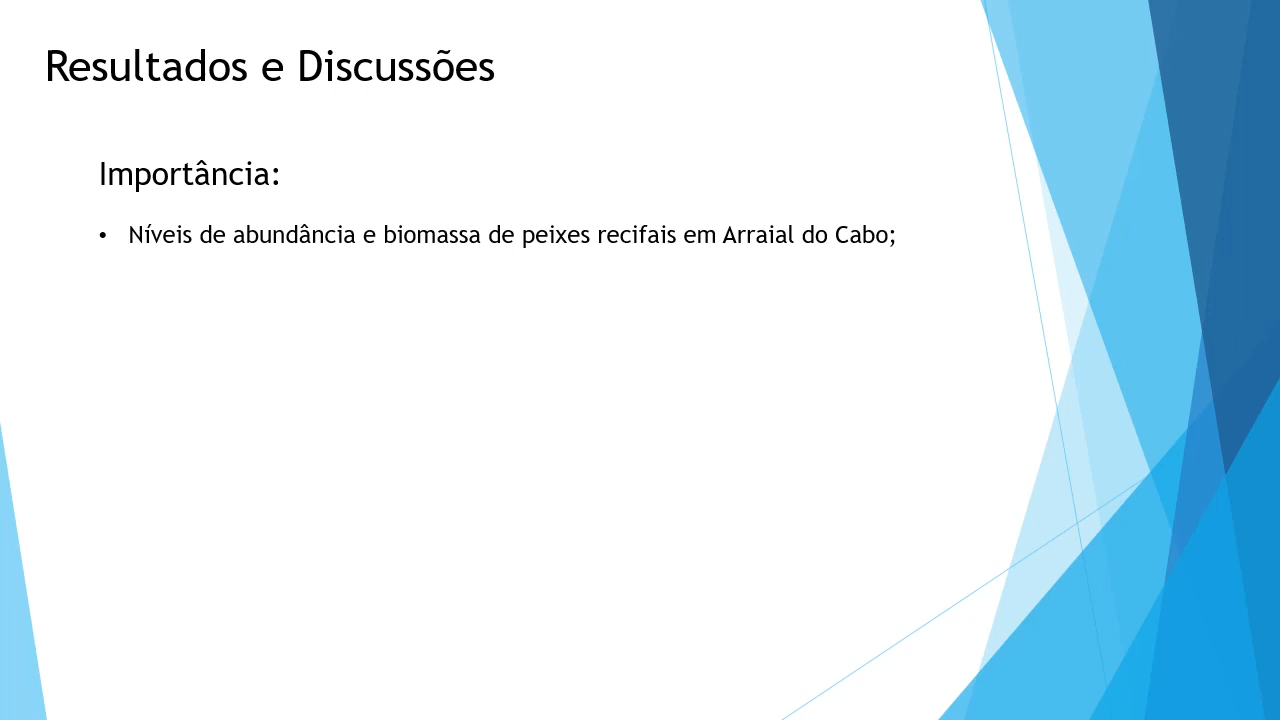 Resultados e Discussões
Importância:
• Níveis de abundância e biomassa de peixes recifais em Arraial do Cabo;